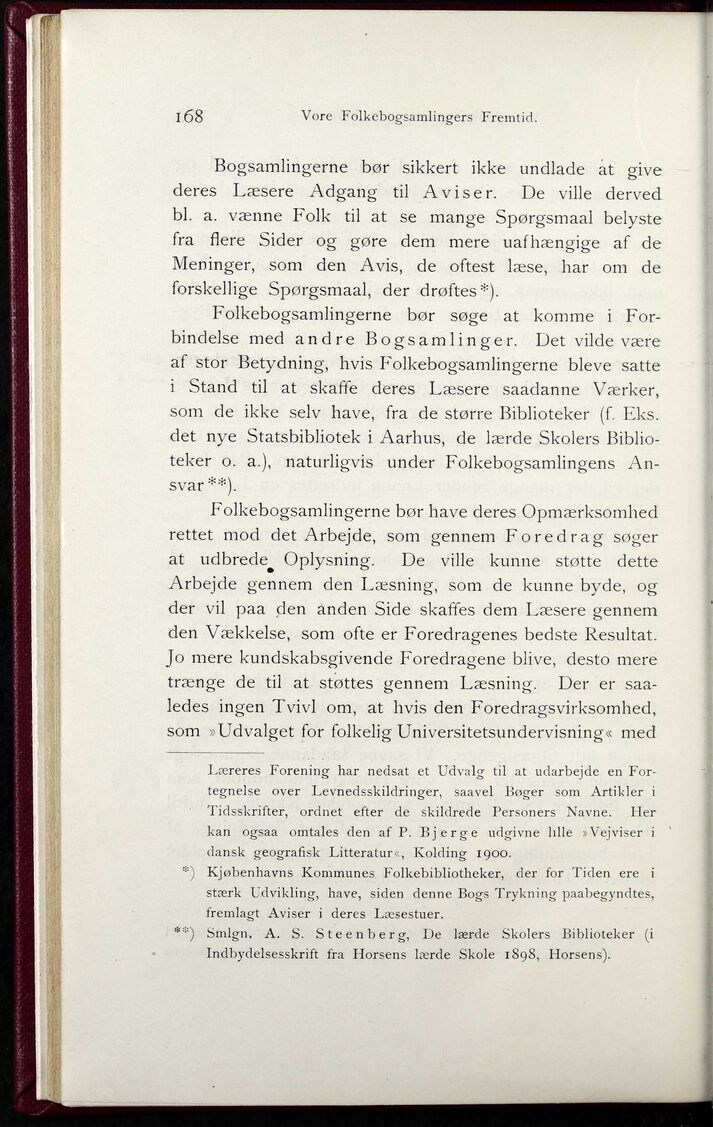 168 Vore Folkebogsamlingers Fremtid.
Bogsamlingerne bør sikkert ikke undlade at give
deres Læsere Adgang til Aviser. De ville derved
bl. a. vænne Folk til at se mange Spørgsmaal belyste
fra flere Sider og gøre dem mere uafhængige af de
Meninger, som den Avis, de oftest læse, har om de
forskellige Spørgsmaal, der drøftes*).
Folkebogsamlingerne bør søge at komme i For-
bindelse med andre Bogsamlinger. Det vilde være
af stor Betydning, hvis Folkebogsamlingerne bleve satte
i Stand til at skaffe deres Læsere saadanne Værker,
som de ikke selv have, fra de større Biblioteker (f. Eks.
det nye Statsbibliotek i Aarhus, de lærde Skolers Biblio-
teker o. a.), naturligvis under Folkebogsamlingens An-
svar**).
Folkebogsamlingerne bør have deres Opmærksomhed
rettet mod det Arbejde, som gennem Foredrag søger
at udbrede Oplysning. De ville kunne støtte dette
Arbejde gennem den Læsning, som de kunne byde, og
der vil paa den anden Side skaffes dem Læsere gennem
den Vækkelse, som ofte er Foredragenes bedste Resultat.
Jo mere kundskabsgivende Foredragene blive, desto mere
trænge de til at støttes gennem Læsning. Der er saa-
ledes ingen Tvivl om, at hvis den Foredragsvirksomhed,
som »Udvalget for folkelig Universitetsundervisning« med
Læreres Forening har nedsat et Udvalg til at udarbejde en For-
tegnelse over Levnedsskildringer, saavel Bøger som Artikler i
Tidsskrifter, ordnet efter de skildrede Personers Navne. Her
kan ogsaa omtales den af P. Bjerge udgivne lille »Vejviser i
dansk geografisk Litteratur«, Kolding 1900.
*) Kjøbenhavns Kommunes Folkebibliotheker, der for Tiden ere i
stærk Udvikling, have, siden denne Bogs Trykning paabegyndtes,
fremlagt Aviser i deres Læsestuer.
**) Smlgn. A. S. Steenberg, De lærde Skolers Biblioteker (i
Indbydelsesskrift fra Horsens lærde Skole 1898, Horsens).